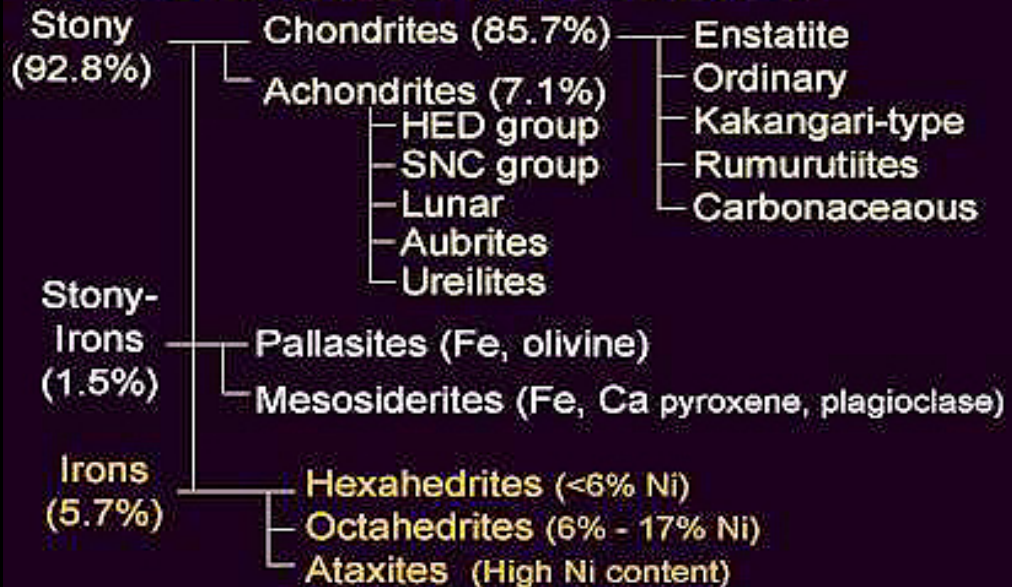 Stony
(92.8%)
Chondrites (85.7%)
Enstatite
Ordinary
Kakangari-type
Rumurutiites
Carbonaceaous
Achondrites (7.1%)
HED group
SNC group
Lunar
Aubrites
Ureilites
Stony-
Irons
(1.5%)
Pallasites (Fe, olivine)
Mesosiderites (Fe, Ca pyroxene, plagioclase)
Irons
(5.7%)
Hexahedrites (<6% Ni)
Octahedrites (6% - 17% Ni)
Ataxites (High Ni content)